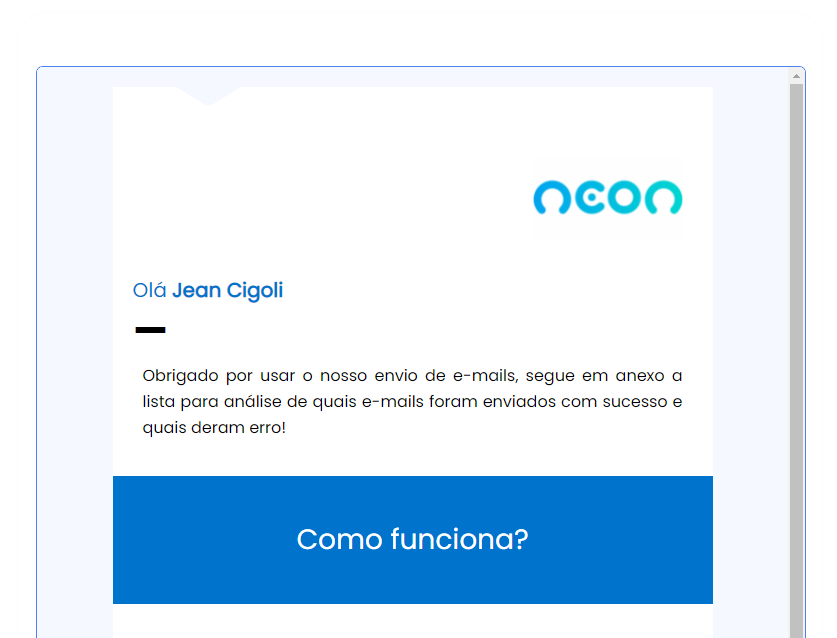 neon
Olá Jean Cigoli
Obrigado por usar o nosso envio de e-mails, segue em anexo a
lista para análise de quais e-mails foram enviados com sucesso e
quais deram erro!
Como funciona?